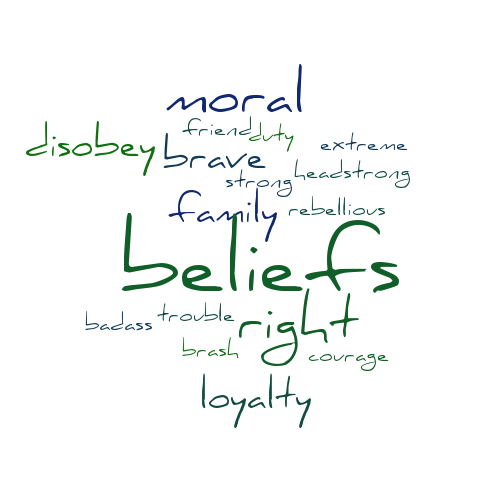 moral
friend duty
disobey brave extreme
strong headstrong
family rebellious
beliefs
badass trouble right
brash courage
loyalty